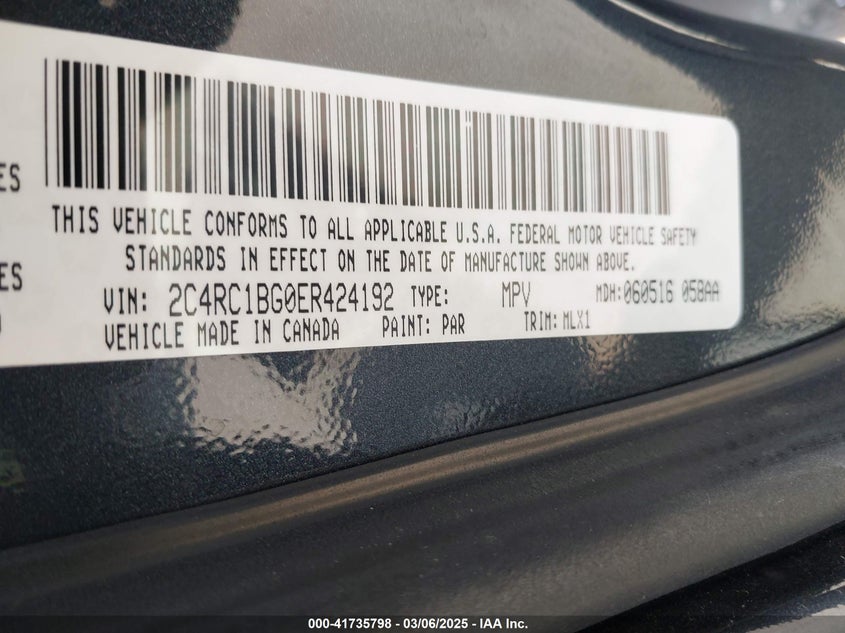 ES
THIS VEHICLE CONFORMS TO ALL APPLICABLE U.S.A. FEDERAL MOTOR VEHICLE SAFETY
STANDARDS IN EFFECT ON THE DATE OF MANUFACTURE SHOWN ABOVE.
ES
VIN: 2C4RC1BG0ER424192 TYPE: MPV MDH:060516 058AA
VEHICLE MADE IN CANADA PAINT: PAR TRIM: MLX1
000-41735798 - 03/06/2025 - IAA Inc.